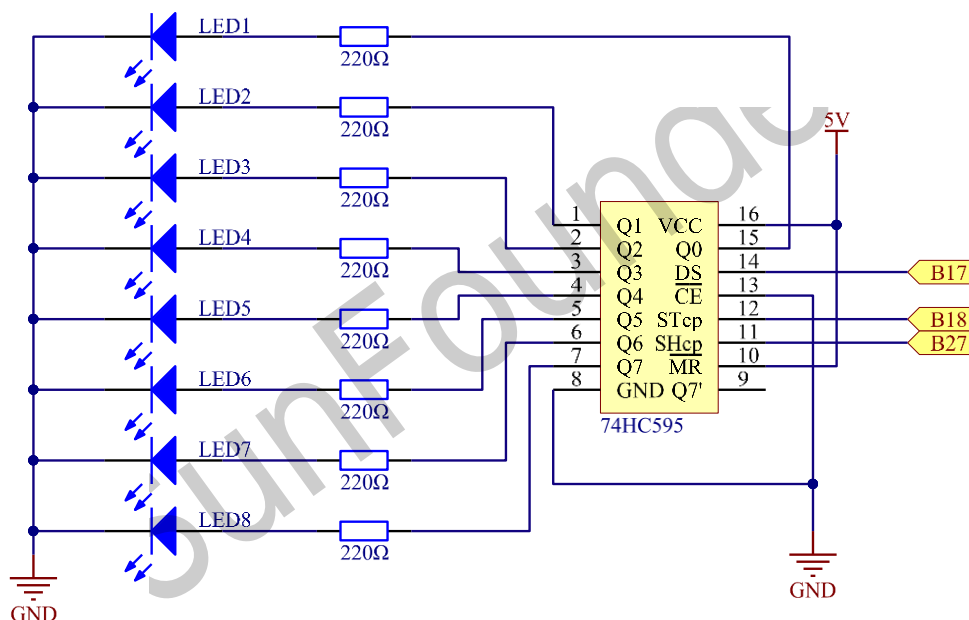 LED1
220Ω
LED2
220Ω
LED3
220Ω
LED4
220Ω
LED5
220Ω
LED6
220Ω
LED7
220Ω
LED8
220Ω
GND
5V
1 Q1 VCC 16
2 Q2 Q0 15
3 Q3 DS 14
4 Q4 CE 13
5 Q5 STcp 12
6 Q6 SHcp 11
7 Q7 MR 10
8 GND Q7' 9
74HC595
B17
B18
B27
GND
SunFounde